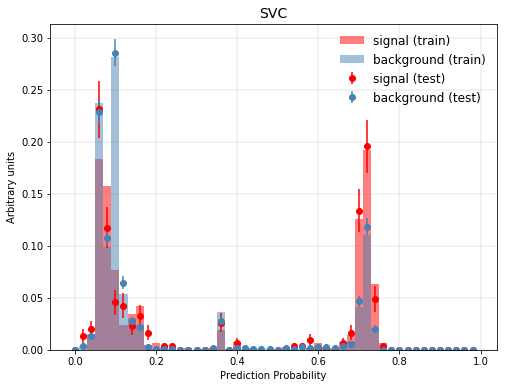 SVC
signal (train)
background (train)
signal (test)
background (test)
Arbitrary units
0.30
0.25
0.20
0.15
0.10
0.05
0.00
0.0 0.2 0.4 0.6 0.8 1.0
Prediction Probability